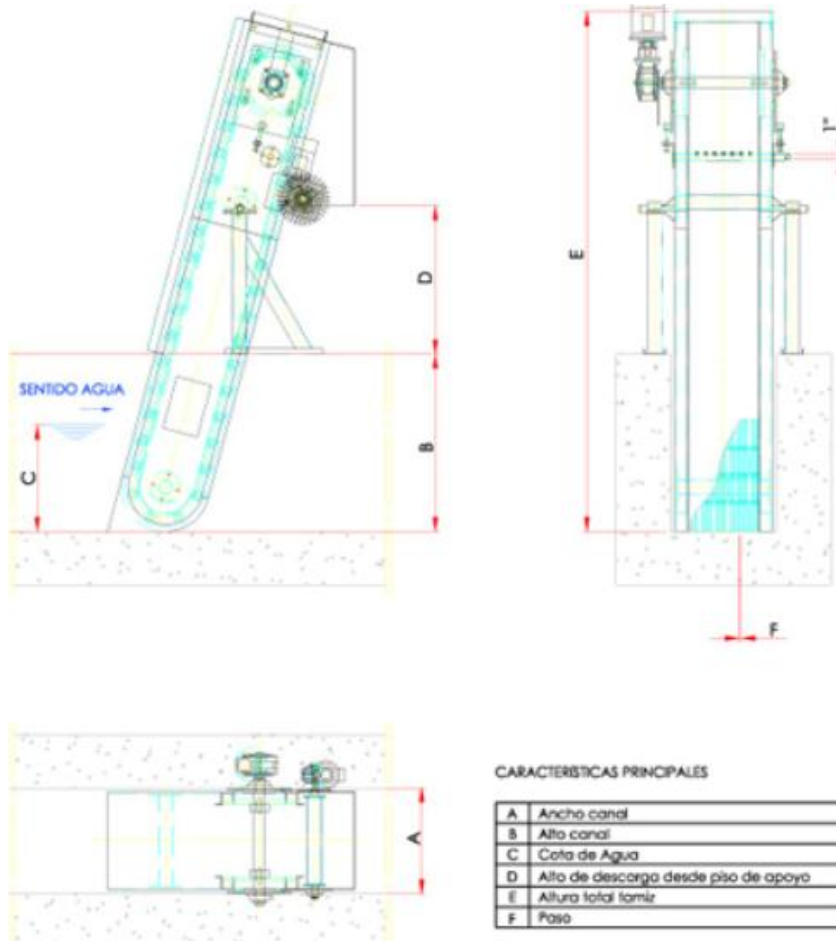 1"
E
D
SENTIDO AGUA
B
C
F
A
CARACTERISTICAS PRINCIPALES
A Ancho canal
B Alto canal
C Cota de Agua
D Alto de descarga desde piso de apoyo
E Altura total tamiz
F Paso